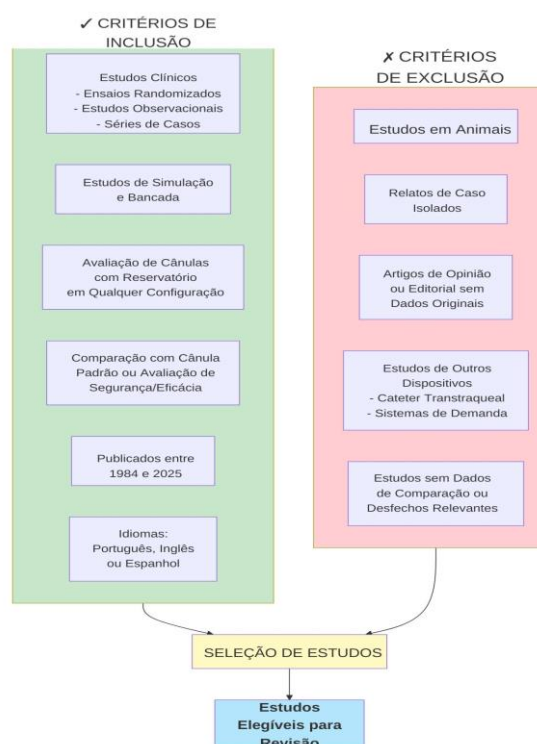 ✓ CRITÉRIOS DE
INCLUSÃO
Estudos Clínicos
- Ensaios Randomizados
- Estudos Observacionais
- Séries de Casos
Estudos de Simulação
e Bancada
Avaliação de Cânulas
com Reservatório
em Qualquer Configuração
Comparação com Cânula
Padrão ou Avaliação de
Segurança/Eficácia
Publicados entre
1984 e 2025
Idiomas:
Português, Inglês
ou Espanhol
✗ CRITÉRIOS
DE EXCLUSÃO
Estudos em Animais
Relatos de Caso
Isolados
Artigos de Opinião
ou Editorial sem
Dados Originais
Estudos de Outros
Dispositivos
- Cateter Transtraqueal
- Sistemas de Demanda
Estudos sem Dados
de Comparação ou
Desfechos Relevantes
SELEÇÃO DE ESTUDOS
Estudos
Elegíveis para
Revisão